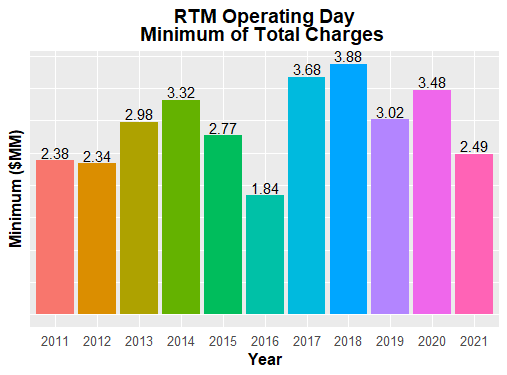 RTM Operating Day
Minimum of Total Charges
Minimum ($MM)
2.38 2.34 2.98 3.32 2.77 1.84 3.68 3.88 3.02 3.48 2.49
2011 2012 2013 2014 2015 2016 2017 2018 2019 2020 2021
Year